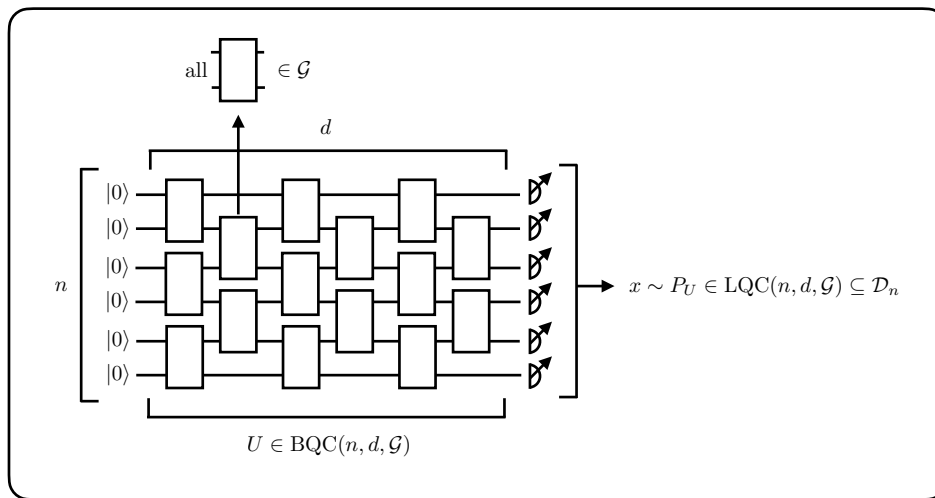 all ∈ 𝒢
d
|0⟩
|0⟩
|0⟩
n
|0⟩
|0⟩
|0⟩
x ∼ P_U ∈ LQC(n, d, 𝒢) ⊆ 𝒟_n
U ∈ BQC(n, d, 𝒢)